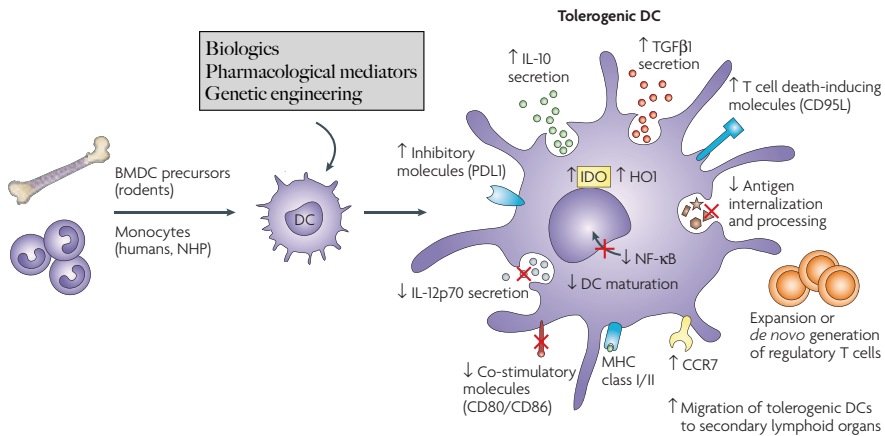 Tolerogenic DC
Biologics
Pharmacological mediators
Genetic engineering
↑ IL-10
secretion
↑ TGFβ1
secretion
↑ T cell death-inducing
molecules (CD95L)
↑ Inhibitory
molecules (PDL1)
BMDC precursors
(rodents)
Monocytes
(humans, NHP)
DC
↑ IDO ↑ HO1
↓ Antigen
internalization
and processing
↓ NF-κB
↓ DC maturation
↓ IL-12p70 secretion
Expansion or
de novo generation
of regulatory T cells
↓ Co-stimulatory
molecules
(CD80/CD86)
MHC
class I/II
↑ CCR7
↑ Migration of tolerogenic DCs
to secondary lymphoid organs